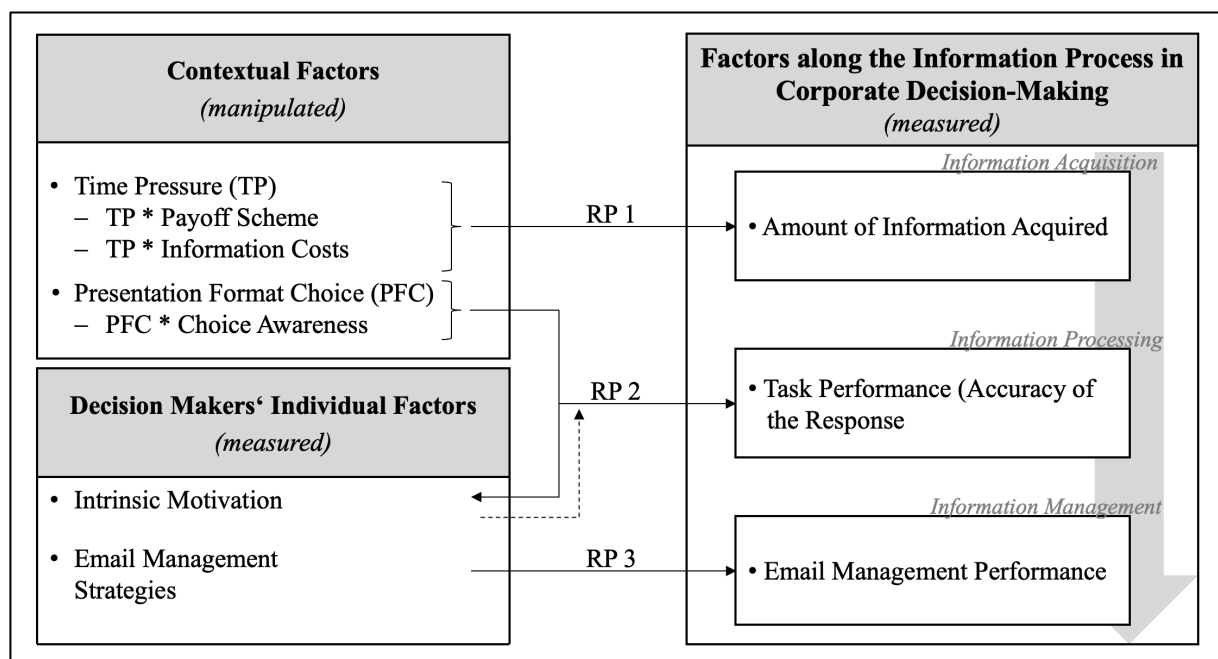 Contextual Factors
(manipulated)
• Time Pressure (TP)
– TP * Payoff Scheme
– TP * Information Costs
• Presentation Format Choice (PFC)
– PFC * Choice Awareness
Decision Makers‘ Individual Factors
(measured)
• Intrinsic Motivation
• Email Management
Strategies
RP 1
RP 2
RP 3
Factors along the Information Process in
Corporate Decision-Making
(measured)
Information Acquisition
• Amount of Information Acquired
Information Processing
• Task Performance (Accuracy of
the Response
Information Management
• Email Management Performance